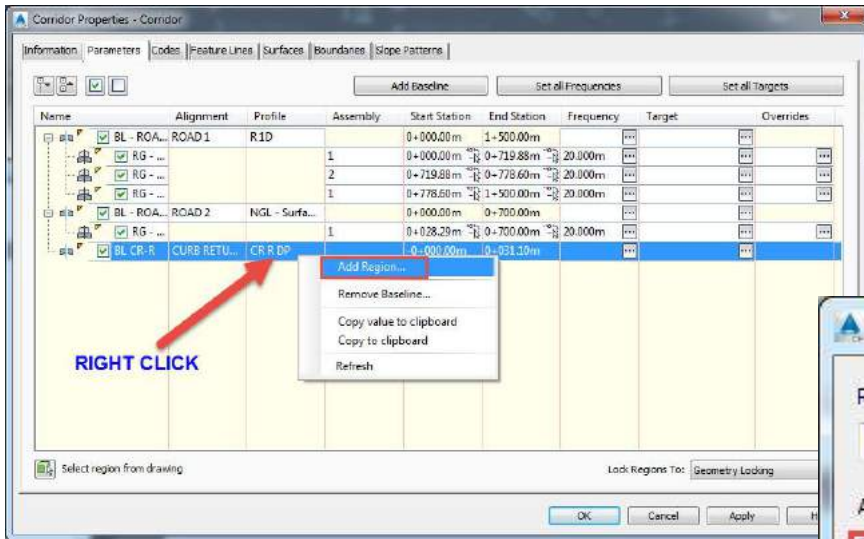 Corridor Properties - Corridor
Information Parameters Codes Feature Lines Surfaces Boundaries Slope Patterns
Add Baseline Set all Frequencies Set all Targets
Name Alignment Profile Assembly Start Station End Station Frequency Target Overrides
BL - ROA... ROAD 1 R1D 0+000.00m 1+500.00m
RG - ... 1 0+000.00m 0+719.88m 20.000m
RG - ... 2 0+719.88m 0+778.60m 20.000m
RG - ... 1 0+778.60m 1+500.00m 20.000m
BL - ROA... ROAD 2 NGL - Surfa... 0+000.00m 0+700.00m
RG - ... 1 0+028.29m 0+700.00m 20.000m
BL CR-R CURB RETU... CR R DP -0+000.00m 0+031.10m
Add Region...
Remove Baseline...
Copy value to clipboard
Copy to clipboard
Refresh
RIGHT CLICK
Select region from drawing Lock Regions To: Geometry Locking
OK Cancel Apply